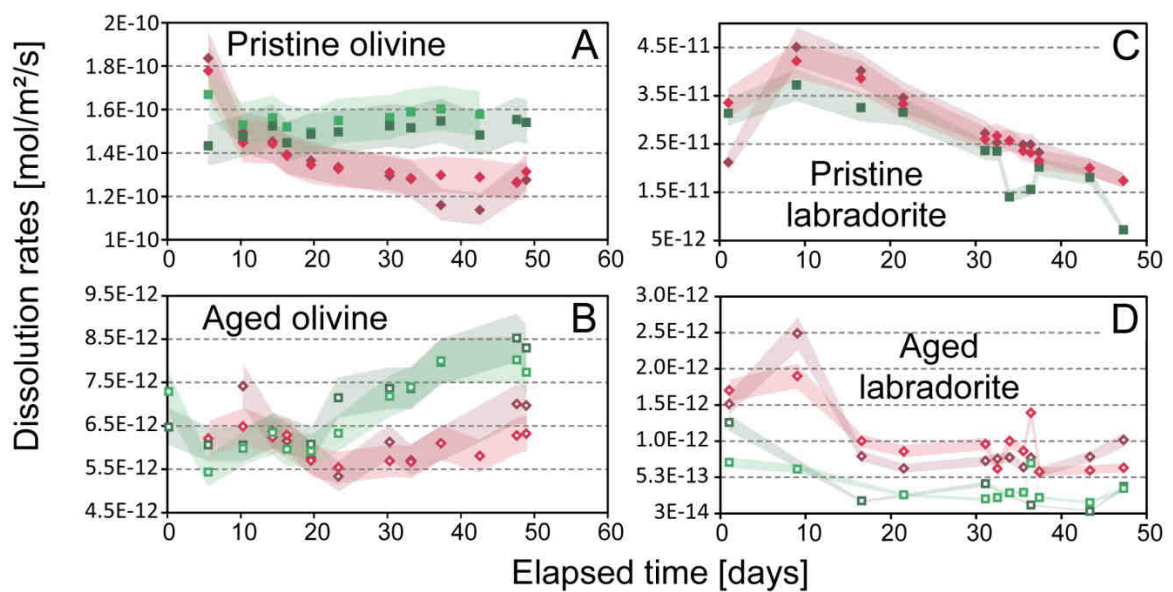 Dissolution rates [mol/m²/s]
2E-10
1.8E-10
1.6E-10
1.4E-10
1.2E-10
1E-10
Pristine olivine
A
0 10 20 30 40 50 60
4.5E-11
3.5E-11
2.5E-11
1.5E-11
5E-12
C
Pristine
labradorite
0 10 20 30 40 50
9.5E-12
8.5E-12
7.5E-12
6.5E-12
5.5E-12
4.5E-12
Aged olivine
B
0 10 20 30 40 50 60
3.0E-12
2.5E-12
2.0E-12
1.5E-12
1.0E-12
5.3E-13
3E-14
D
Aged
labradorite
0 10 20 30 40 50
Elapsed time [days]